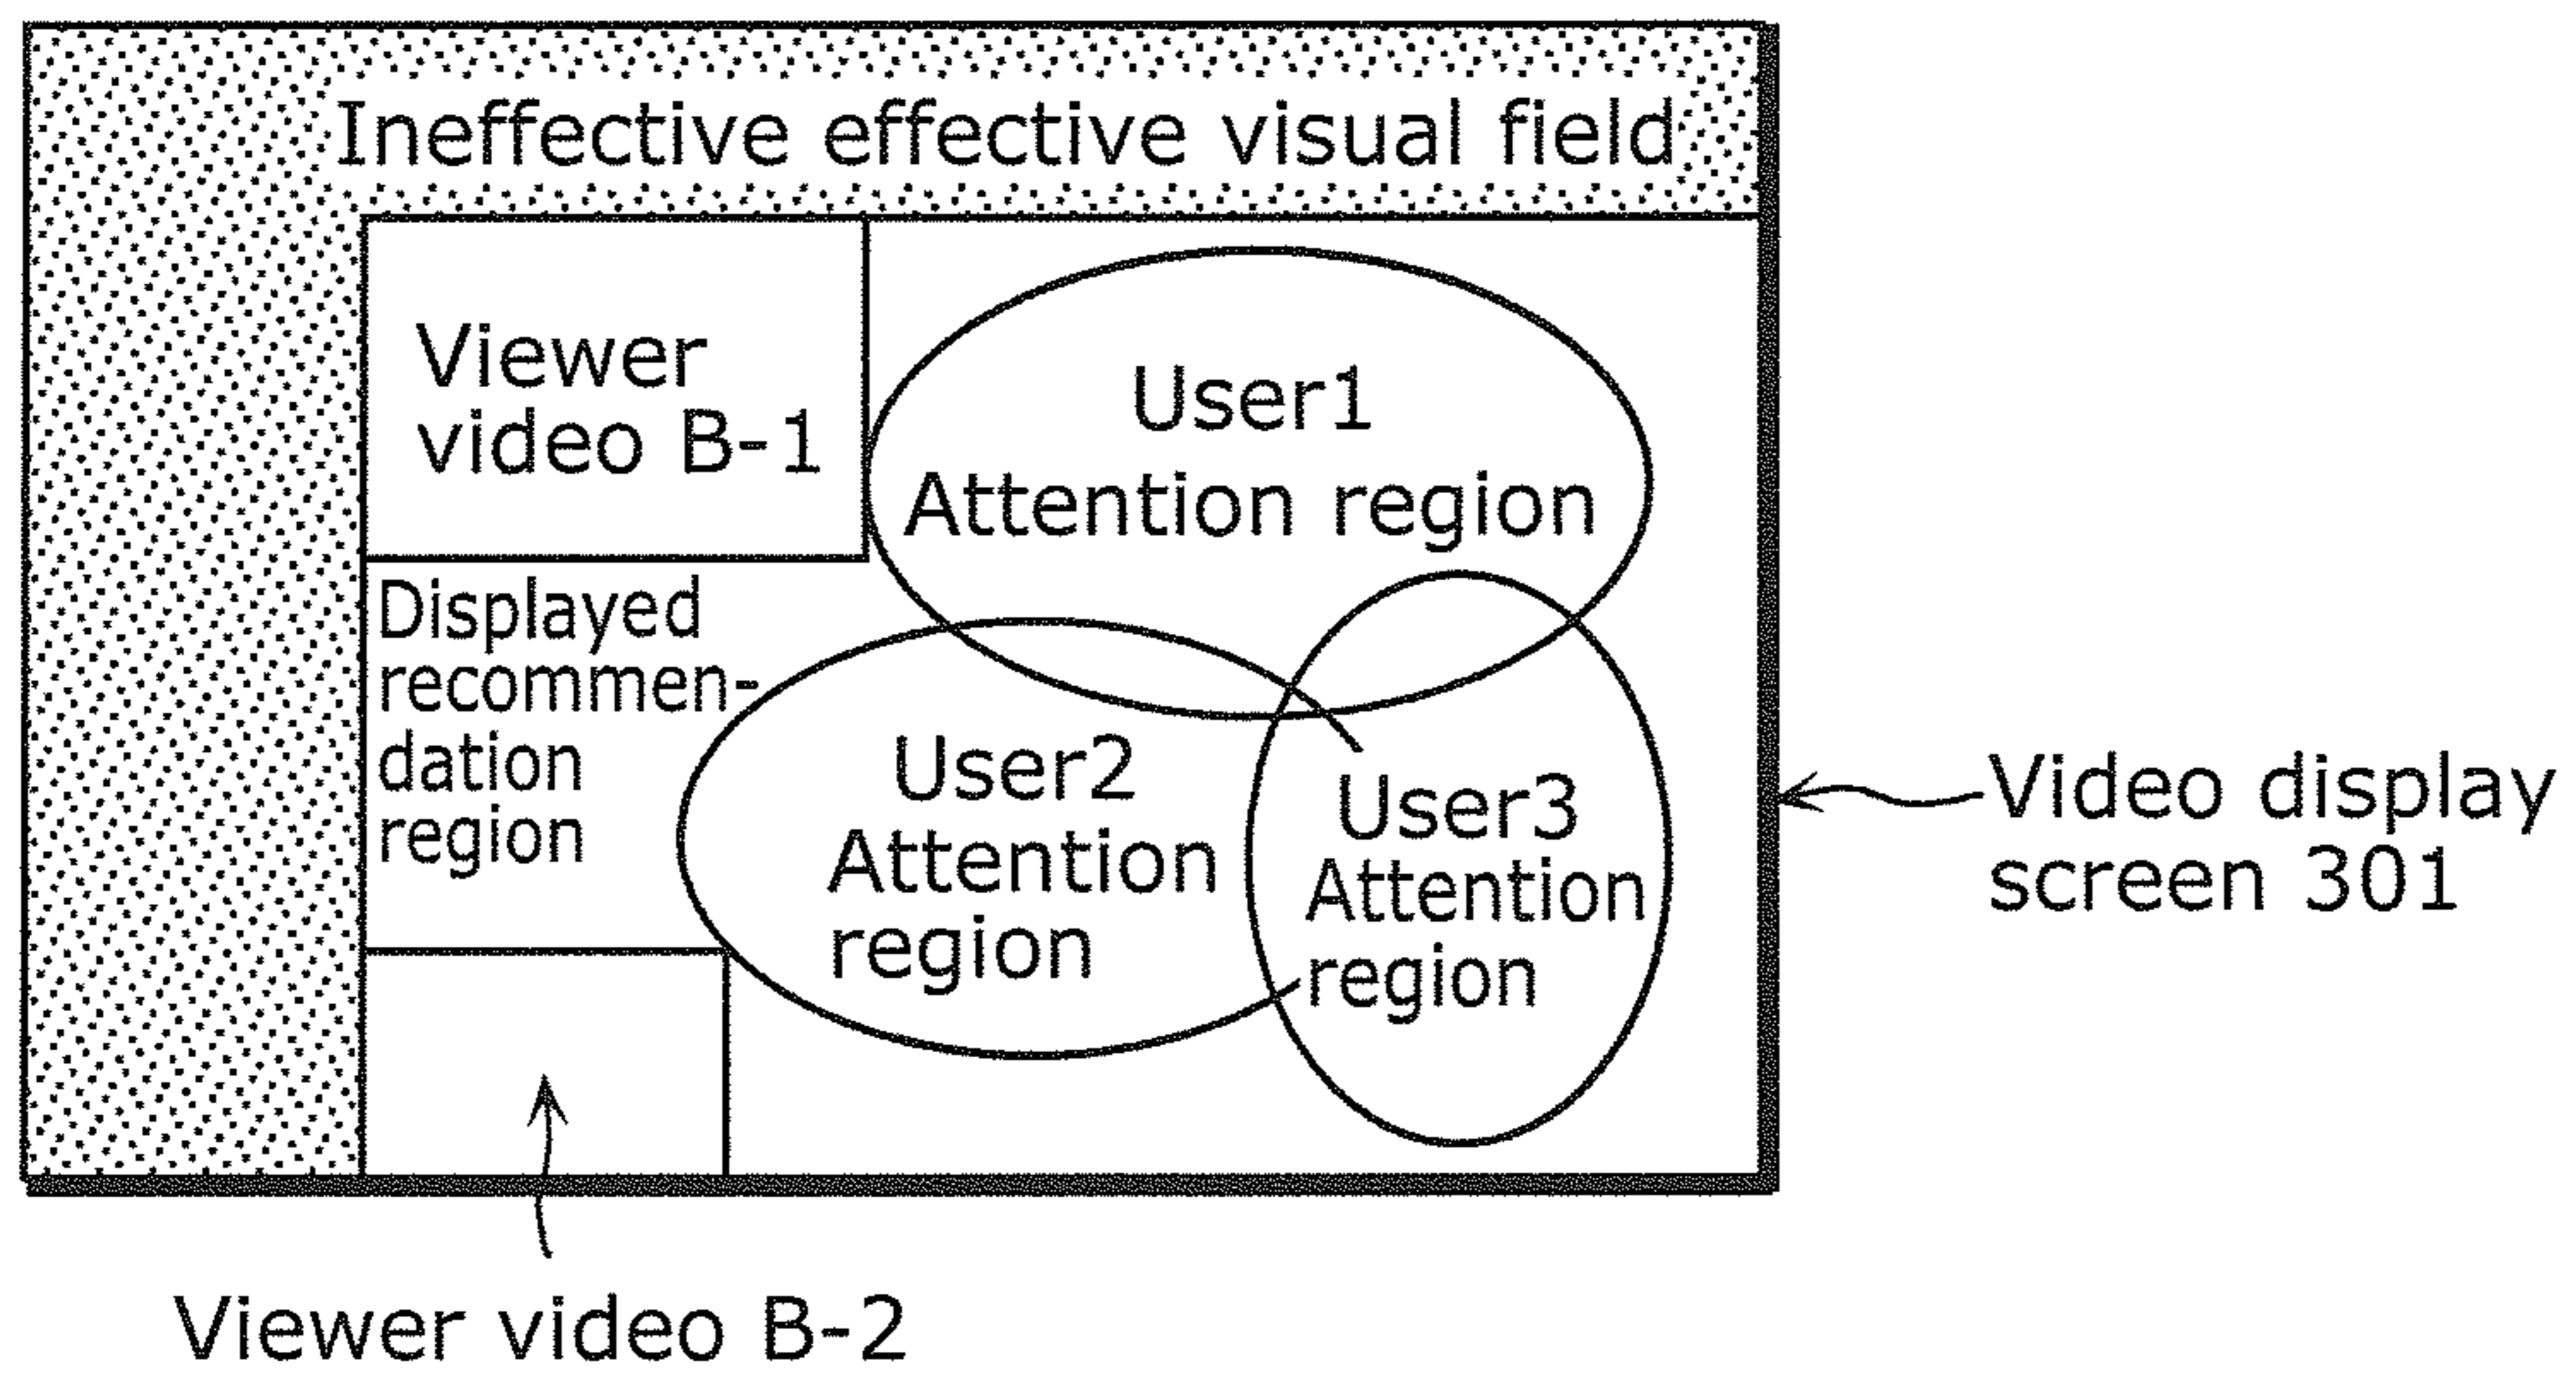 Ineffective effective visual field
Viewer
video B-1
User1
Attention region
Displayed
recommen-
dation
region
User2
Attention
region
User3
Attention
region
Video display
screen 301
Viewer video B-2